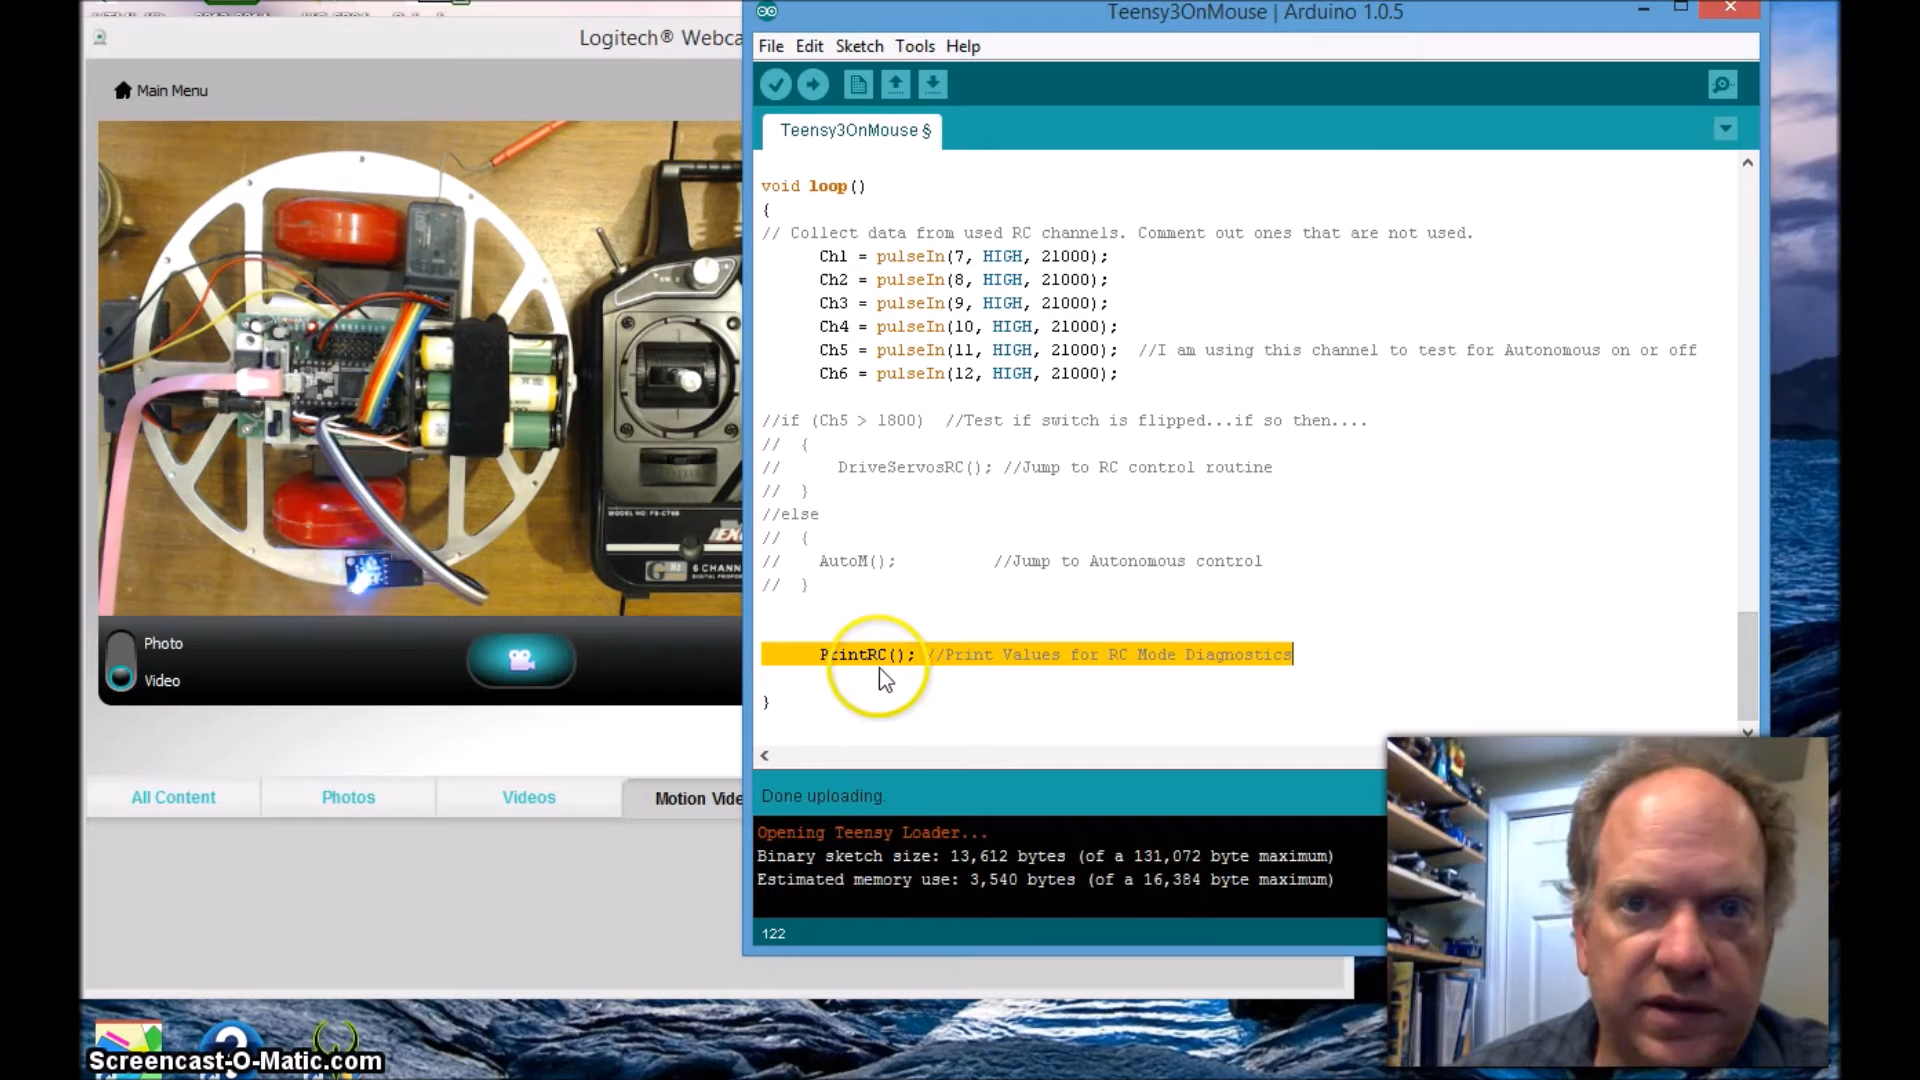 Teensy3OnMouse | Arduino 1.0.5
Logitech® Webca
File Edit Sketch Tools Help
Main Menu
Teensy3OnMouse §
void loop()
{
// Collect data from used RC channels. Comment out ones that are not used.
Ch1 = pulseIn(7, HIGH, 21000);
Ch2 = pulseIn(8, HIGH, 21000);
Ch3 = pulseIn(9, HIGH, 21000);
Ch4 = pulseIn(10, HIGH, 21000);
Ch5 = pulseIn(11, HIGH, 21000); //I am using this channel to test for Autonomous on or off
Ch6 = pulseIn(12, HIGH, 21000);
//if (Ch5 > 1800) //Test if switch is flipped...if so then....
// {
// DriveServosRC(); //Jump to RC control routine
// }
//else
// {
// AutoM(); //Jump to Autonomous control
// }
PrintRC(); //Print Values for RC Mode Diagnostics
}
MODEL NO: FS-CT6B
6 CHANN
DIGITAL PROPOR
Photo
Video
All Content Photos Videos Motion Vide
Done uploading.
Opening Teensy Loader...
Binary sketch size: 13,612 bytes (of a 131,072 byte maximum)
Estimated memory use: 3,540 bytes (of a 16,384 byte maximum)
122
Screencast-O-Matic.com